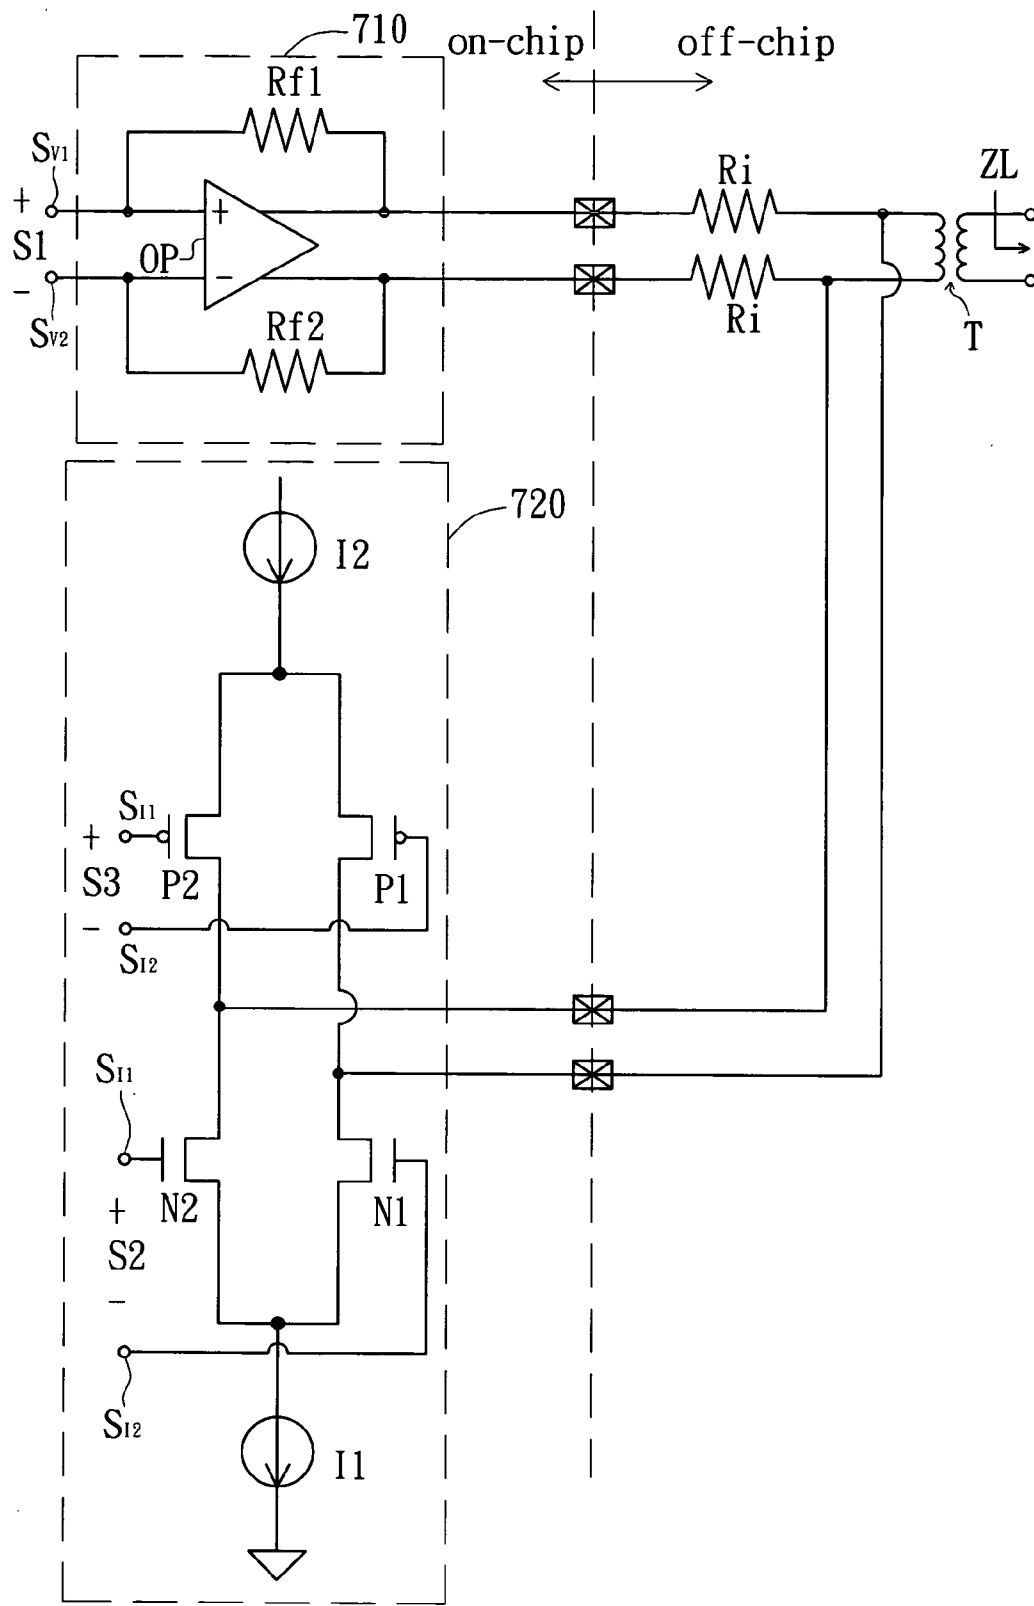 710
on-chip
off-chip
Rf1
SV1
+
S1
-
SV2
+
OP
-
Rf2
Ri
Ri
ZL
T
720
I2
SI1
+
S3
-
P2
P1
SI2
SI1
N2
N1
+
S2
-
SI2
I1